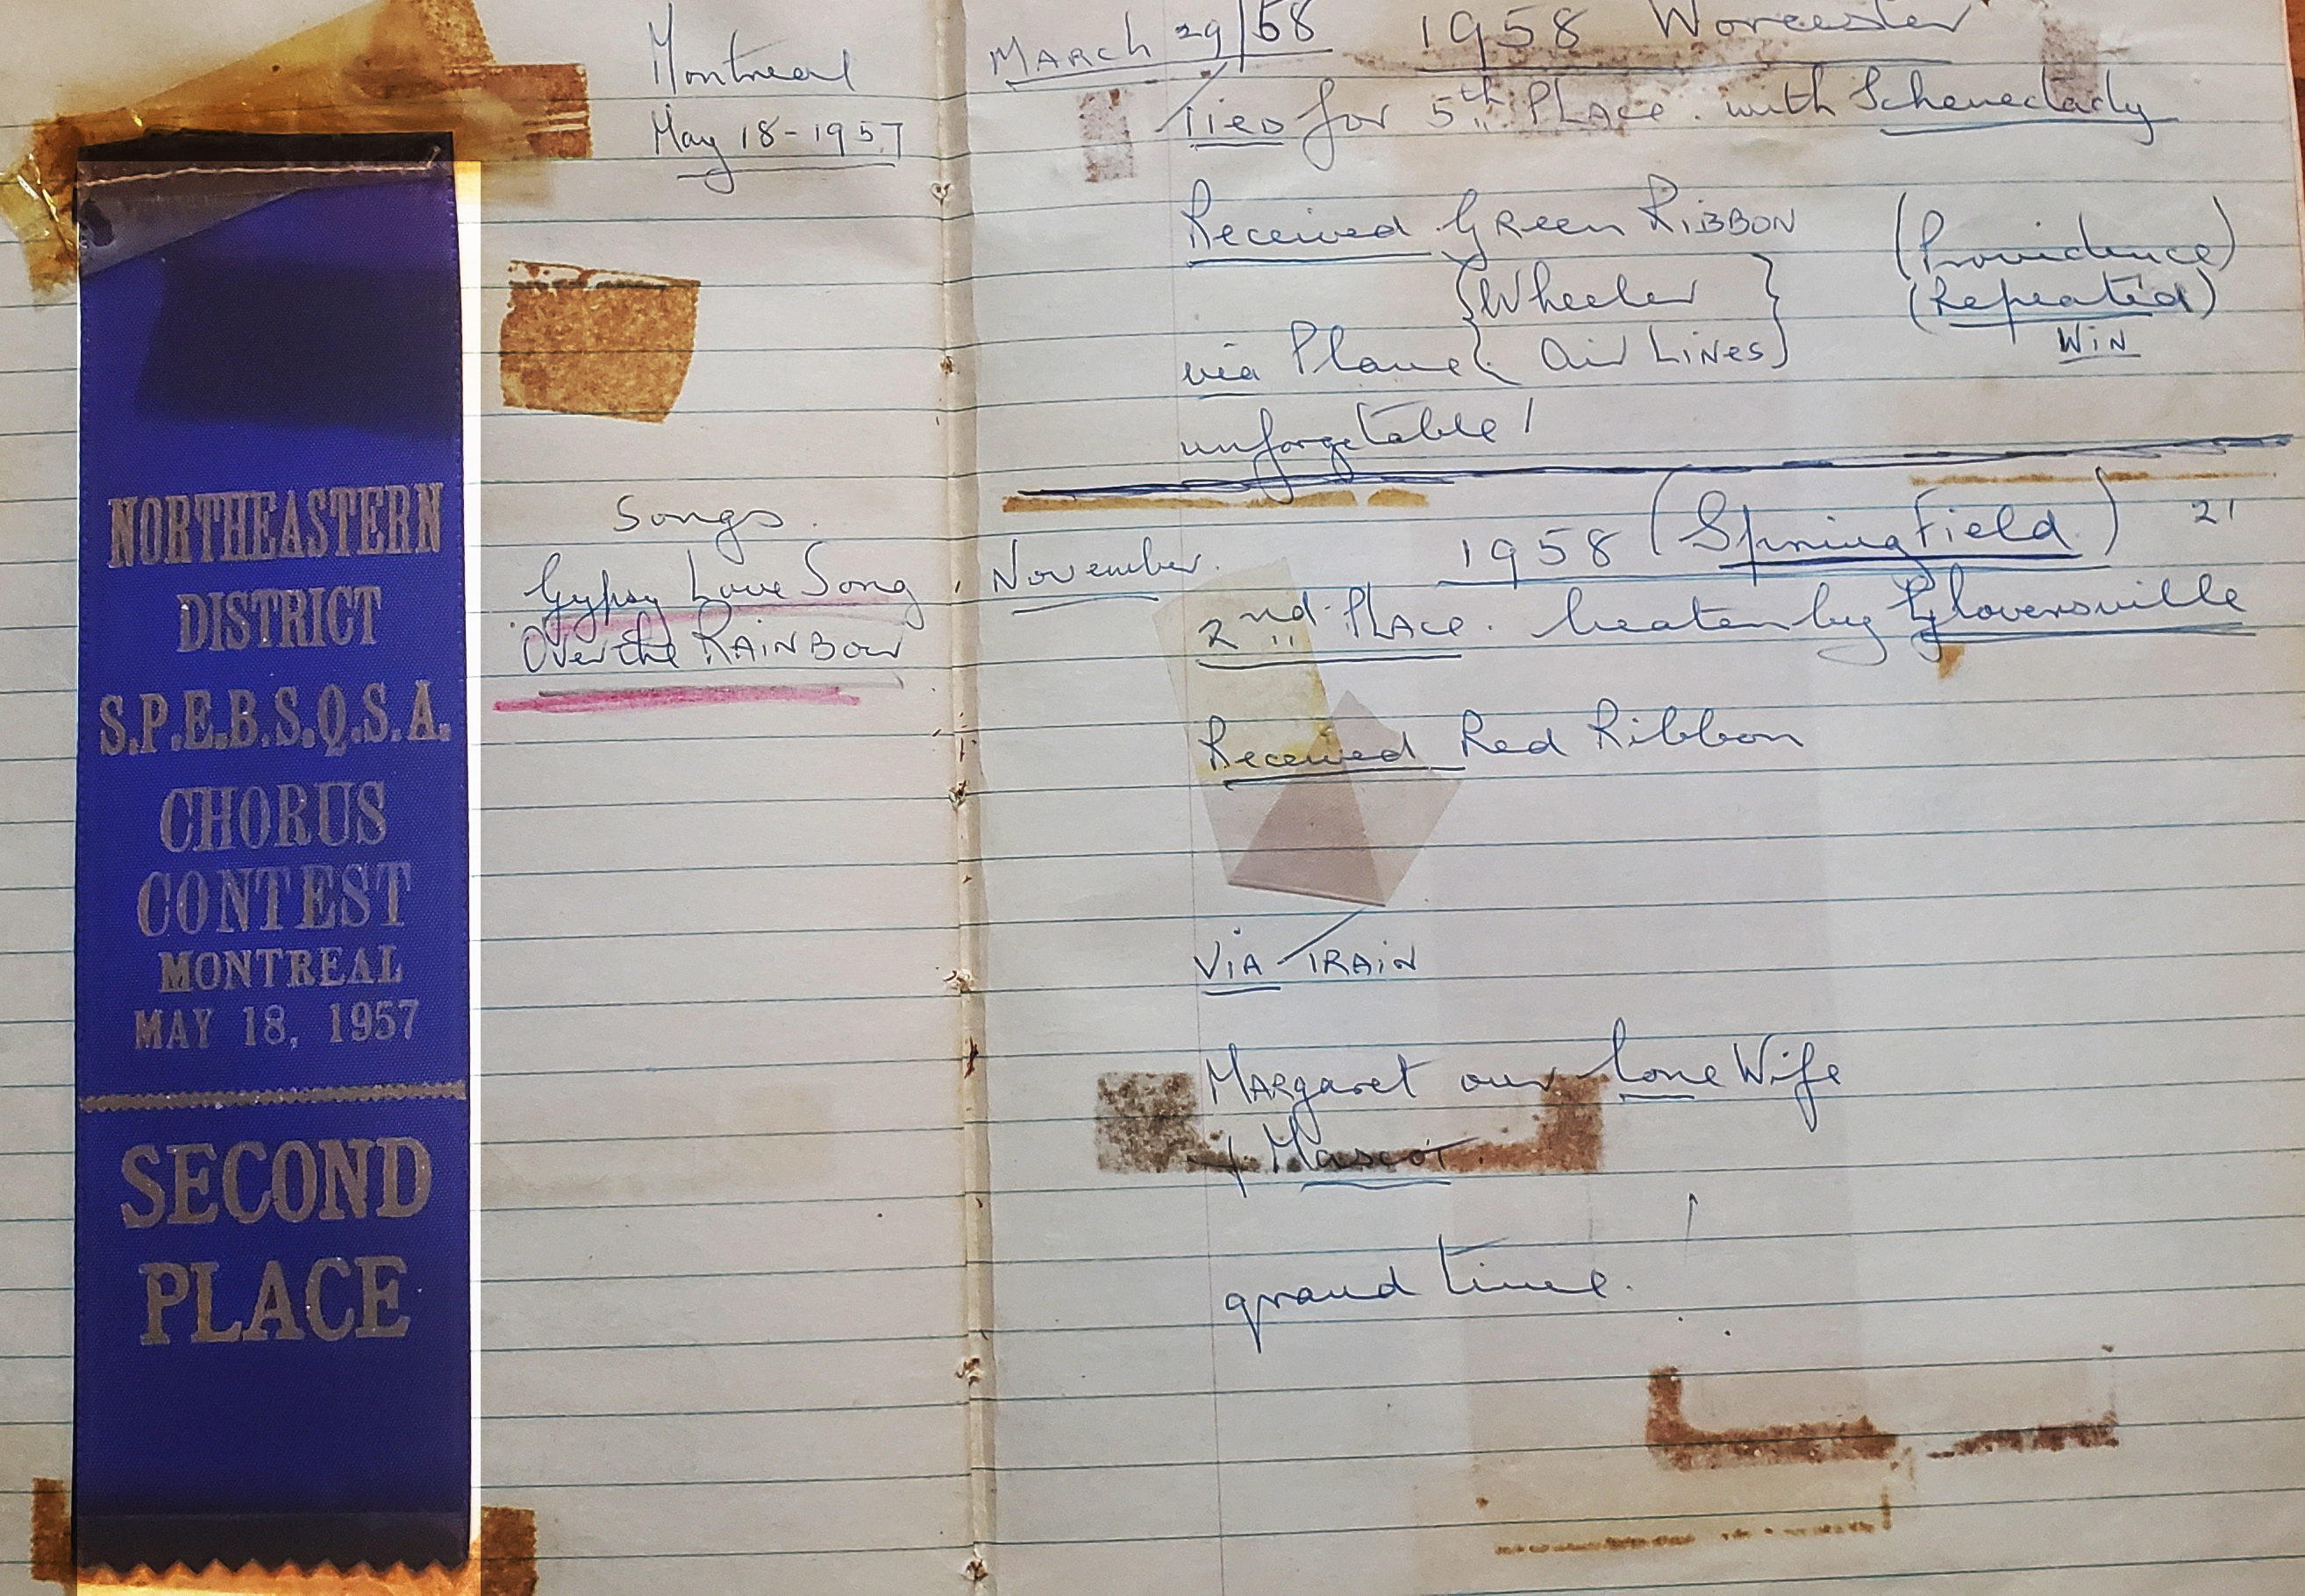 NORTHEASTERN
DISTRICT
S.P.E.B.S.Q.S.A.
CHORUS
CONTEST
MONTREAL
MAY 18, 1957
SECOND
PLACE
Montreal
May 18-1957
Songs.
Gypsy Love Song,
Over the RAiNBow
MARch 29/58 1958 Worcester
Tied for 5th PLAce. with Schenectady
Received GReen RiBBON
(Providence)
{Wheeler}
(Repeated)
WiN
via Plane {Air LiNes}
unforgetable!
November. 1958 (SpringField) 21
2nd. PLAce. beaten by Gloversville
Received Red Ribbon
ViA TRAiN
MARgaret our lone Wife
& Mascot.
grand time. !